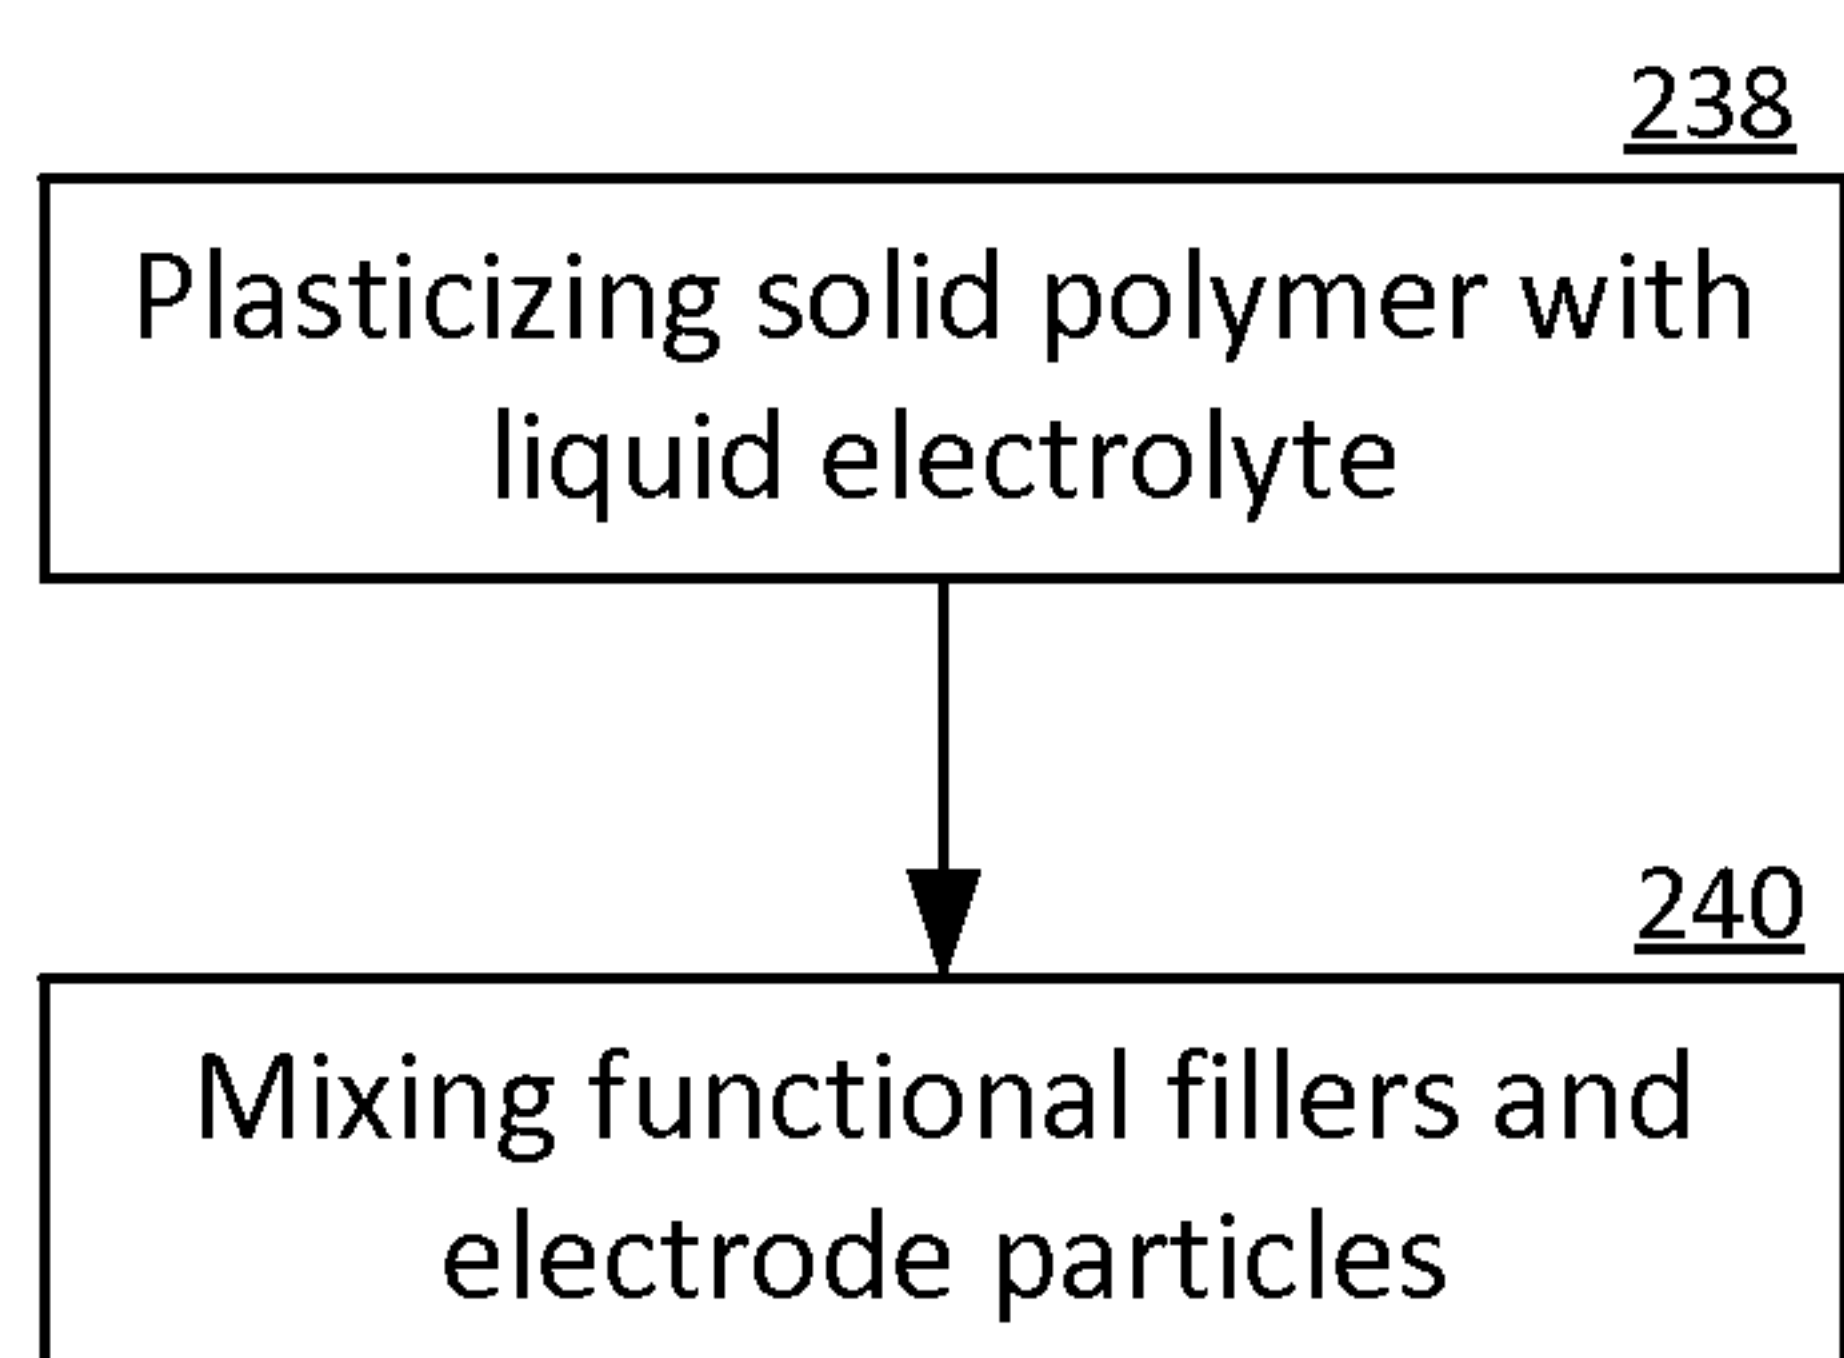 238
Plasticizing solid polymer with
liquid electrolyte
240
Mixing functional fillers and
electrode particles